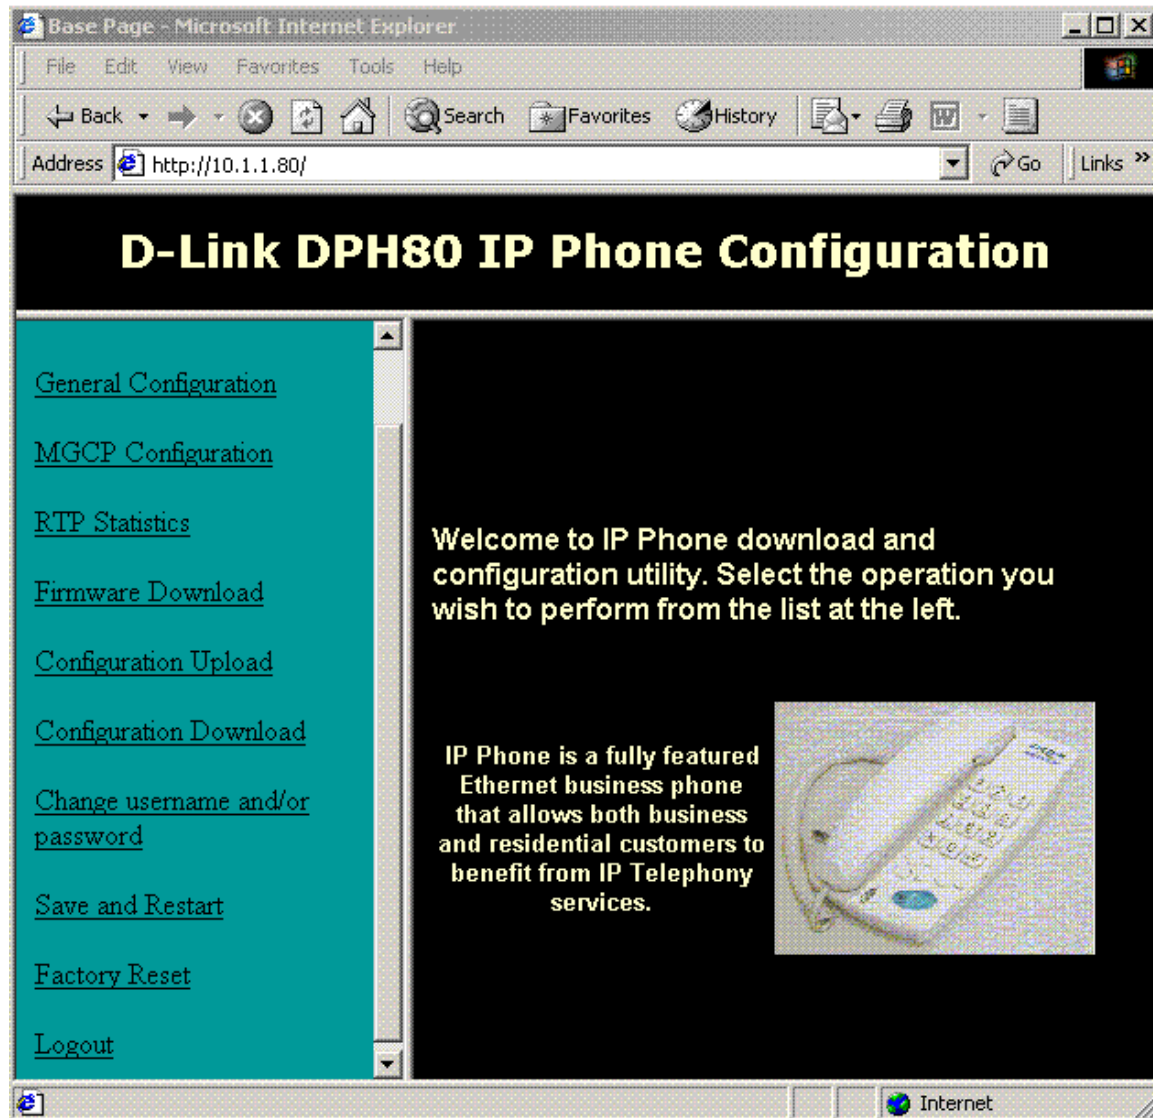 Base Page - Microsoft Internet Explorer
File Edit View Favorites Tools Help
Back Search Favorites History
Address http://10.1.1.80/ Go Links »
D-Link DPH80 IP Phone Configuration
General Configuration
MGCP Configuration
RTP Statistics
Firmware Download
Configuration Upload
Configuration Download
Change username and/or
password
Save and Restart
Factory Reset
Logout
Welcome to IP Phone download and
configuration utility. Select the operation you
wish to perform from the list at the left.
IP Phone is a fully featured
Ethernet business phone
that allows both business
and residential customers to
benefit from IP Telephony
services.
Internet